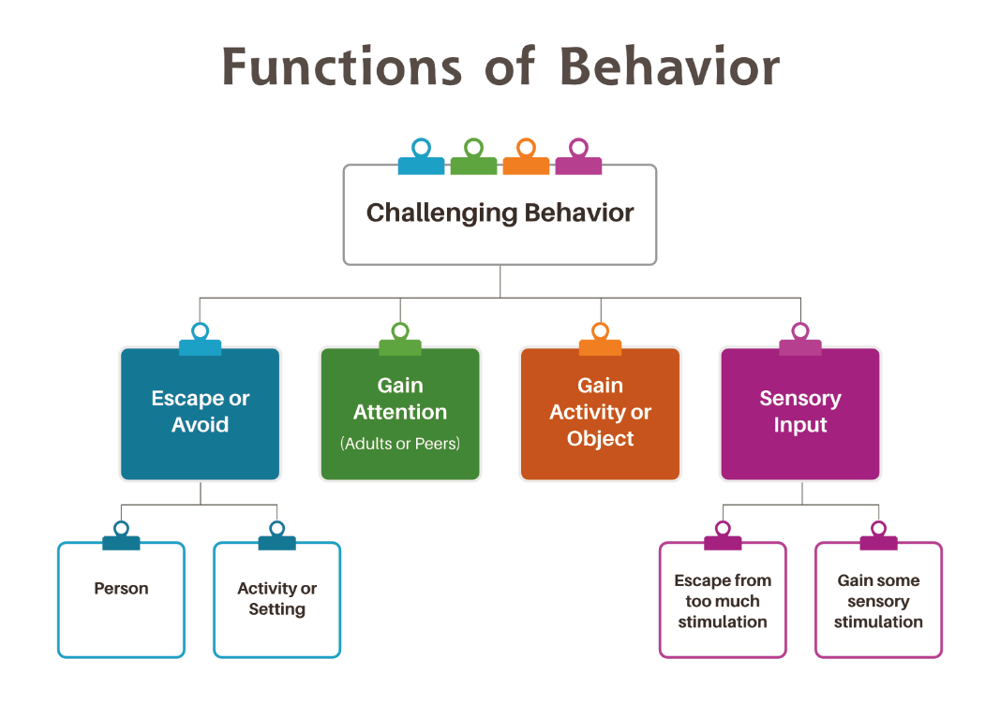 Functions of Behavior
Challenging Behavior
Escape or
Avoid
Gain
Attention
(Adults or Peers)
Gain
Activity or
Object
Sensory
Input
Person
Activity or
Setting
Escape from
too much
stimulation
Gain some
sensory
stimulation